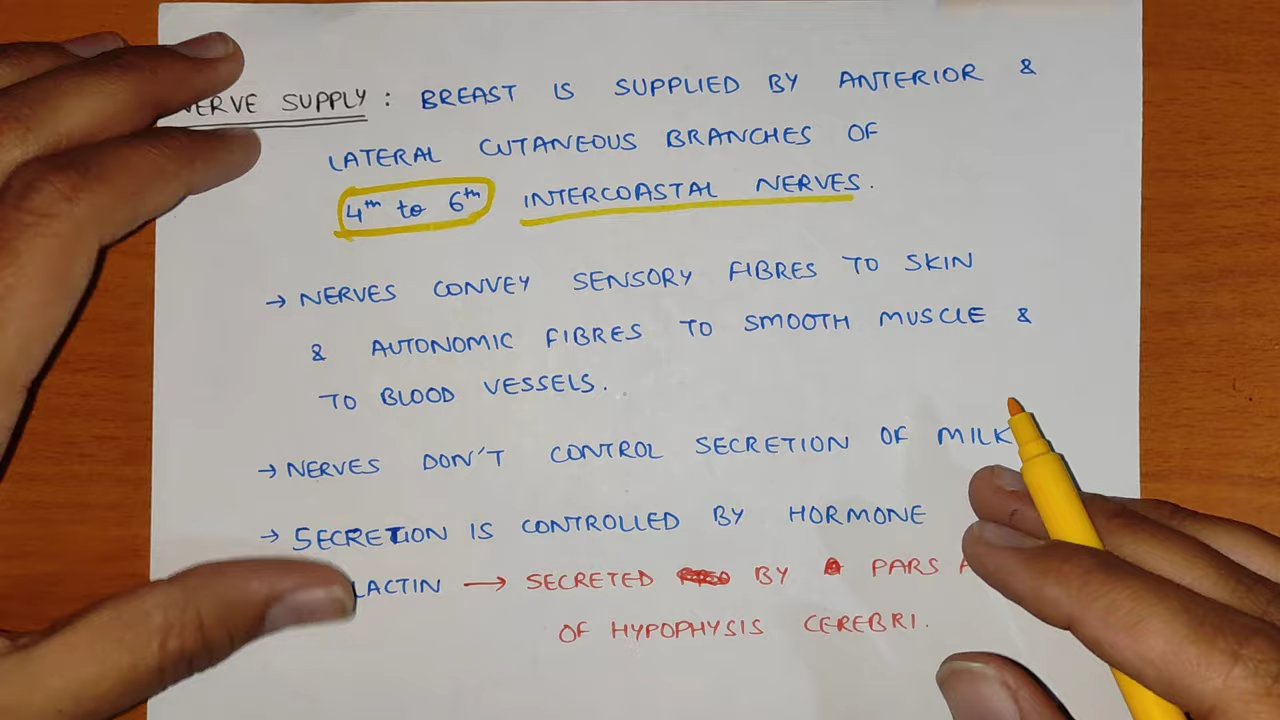 NERVE SUPPLY : BREAST IS SUPPLIED BY ANTERIOR &
LATERAL CUTANEOUS BRANCHES OF
4th to 6th INTERCOASTAL NERVES.
→ NERVES CONVEY SENSORY FIBRES TO SKIN
& AUTONOMIC FIBRES TO SMOOTH MUSCLE &
TO BLOOD VESSELS.
→ NERVES DON'T CONTROL SECRETION OF MILK
→ SECRETION IS CONTROLLED BY HORMONE
LACTIN → SECRETED BY PARS
OF HYPOPHYSIS CEREBRI.